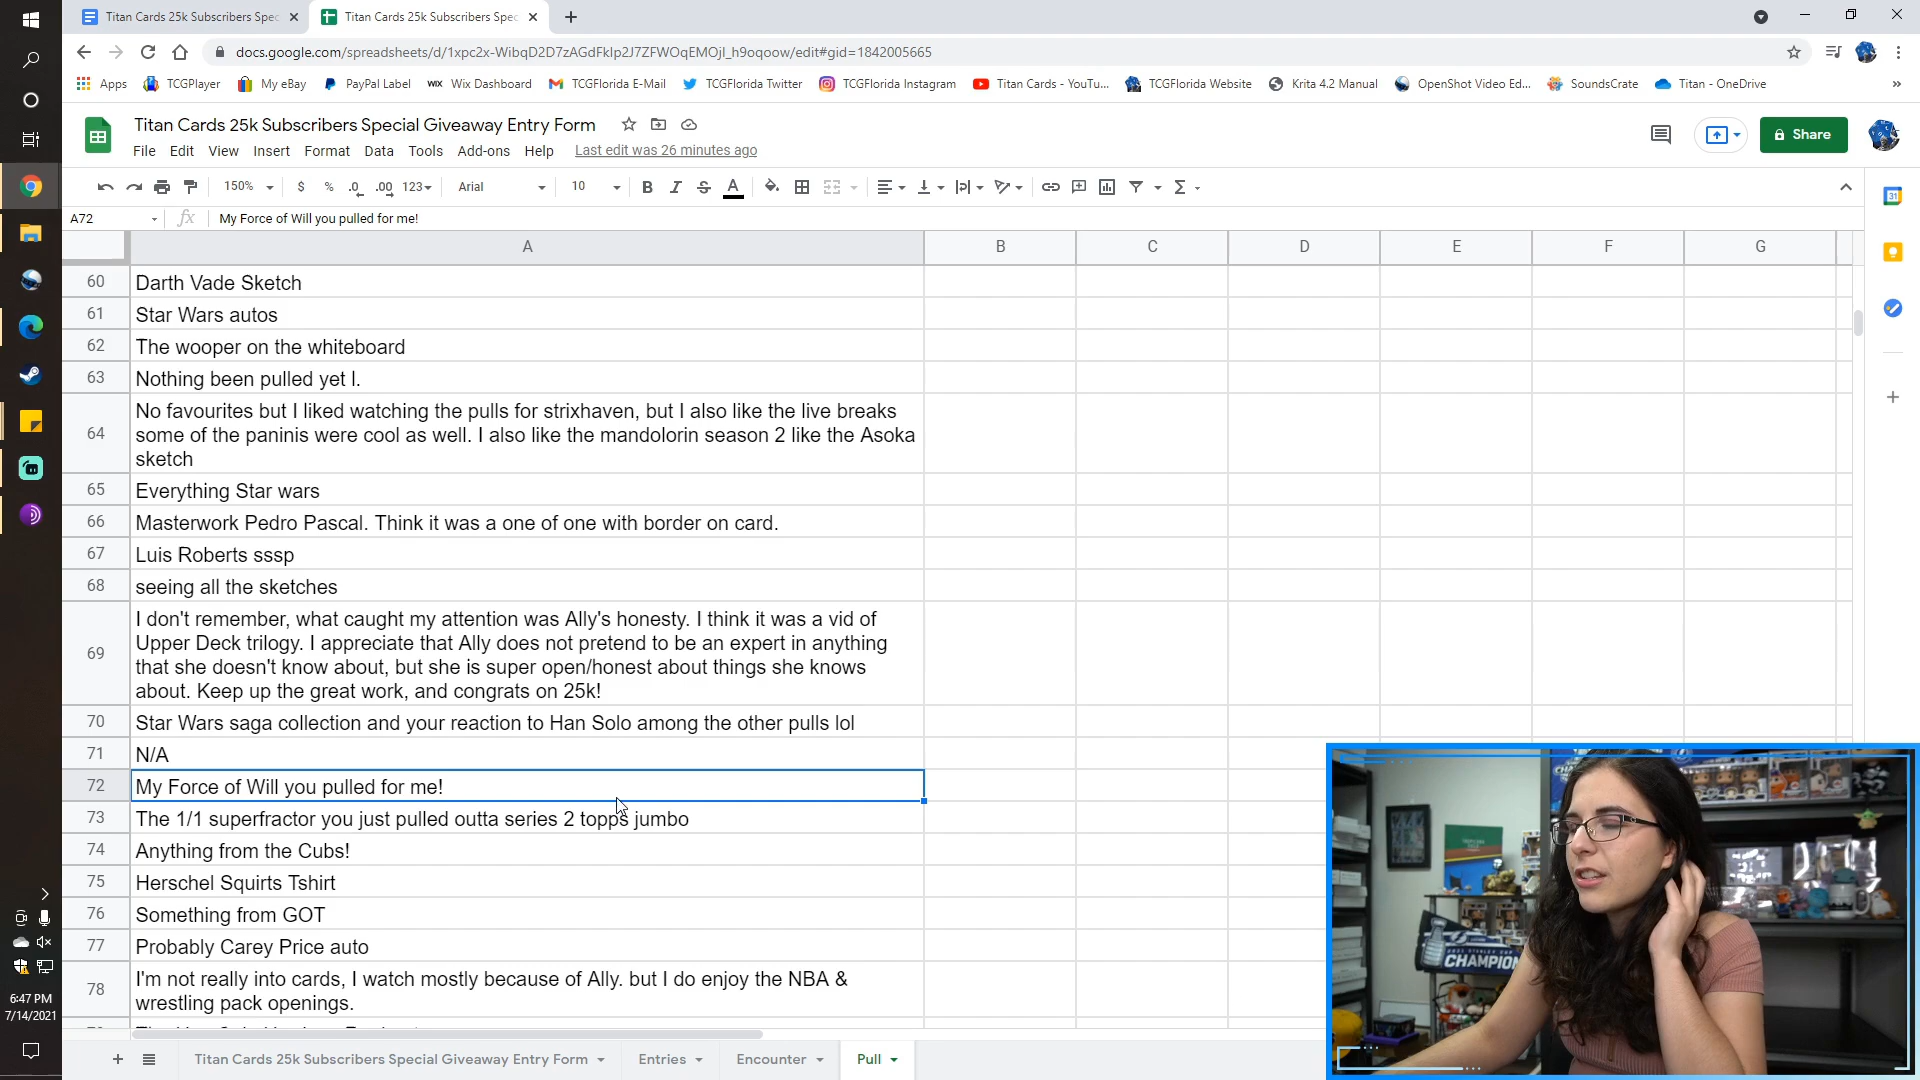 Titan Cards 25k Subscribers Spec
Titan Cards 25k Subscribers Spec
docs.google.com/spreadsheets/d/1xpc2x-WibqD2D7zAGdFkIp2J7ZFWOqEMOjI_h9oqoow/edit#gid=1842005665
Apps TCGPlayer My eBay PayPal Label WIX Wix Dashboard TCGFlorida E-Mail TCGFlorida Twitter TCGFlorida Instagram Titan Cards - YouTu... TCGFlorida Website Krita 4.2 Manual OpenShot Video Ed... SoundsCrate Titan - OneDrive »
Titan Cards 25k Subscribers Special Giveaway Entry Form
Share
File Edit View Insert Format Data Tools Add-ons Help Last edit was 26 minutes ago
150% $ % .0 .00 123 Arial 10 B I S A Σ
A72 fx My Force of Will you pulled for me!
A B C D E F G
60 Darth Vade Sketch
61 Star Wars autos
62 The wooper on the whiteboard
63 Nothing been pulled yet I.
64 No favourites but I liked watching the pulls for strixhaven, but I also like the live breaks
some of the paninis were cool as well. I also like the mandolorin season 2 like the Asoka
sketch
65 Everything Star wars
66 Masterwork Pedro Pascal. Think it was a one of one with border on card.
67 Luis Roberts sssp
68 seeing all the sketches
69 I don't remember, what caught my attention was Ally's honesty. I think it was a vid of
Upper Deck trilogy. I appreciate that Ally does not pretend to be an expert in anything
that she doesn't know about, but she is super open/honest about things she knows
about. Keep up the great work, and congrats on 25k!
70 Star Wars saga collection and your reaction to Han Solo among the other pulls lol
71 N/A
72 My Force of Will you pulled for me!
73 The 1/1 superfractor you just pulled outta series 2 topps jumbo
74 Anything from the Cubs!
75 Herschel Squirts Tshirt
76 Something from GOT
77 Probably Carey Price auto
78 I'm not really into cards, I watch mostly because of Ally. but I do enjoy the NBA &
wrestling pack openings.
Titan Cards 25k Subscribers Special Giveaway Entry Form Entries Encounter Pull
6:47 PM
7/14/2021
31
CHAMPION